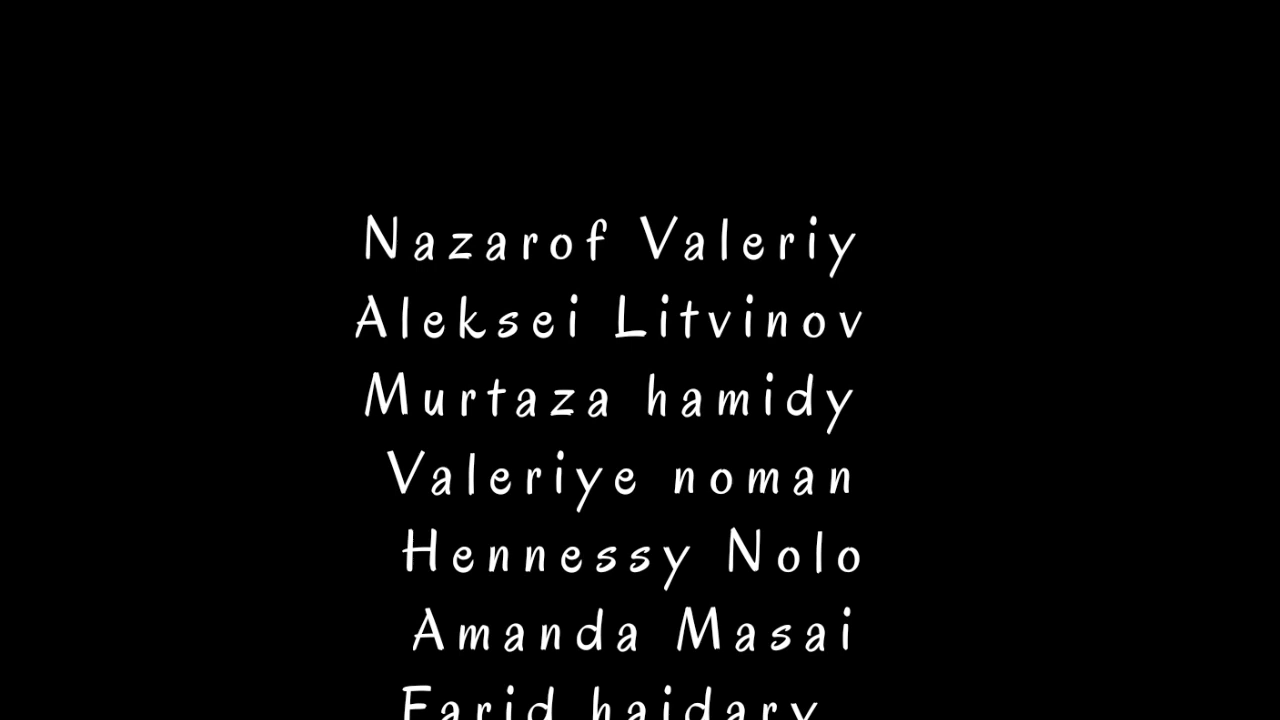 Nazarof Valeriy
Aleksei Litvinov
Murtaza hamidy
Valeriye noman
Hennessy Nolo
Amanda Masai
Farid haidary